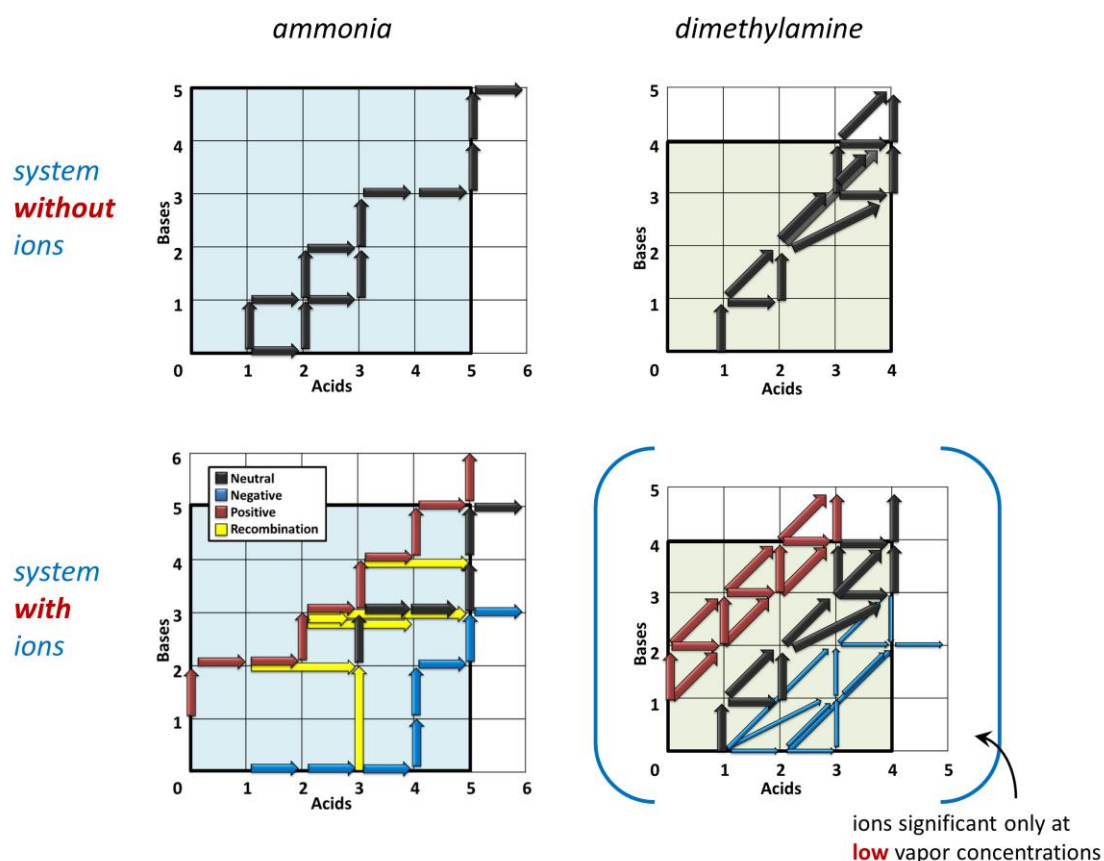 ammonia
dimethylamine
system
without
ions
5
4
3
2
1
0
Bases
1 2 3 4 5 6
Acids
5
4
3
2
1
0
Bases
1 2 3 4
Acids
system
with
ions
6
5
4
3
2
1
0
Bases
Neutral
Negative
Positive
Recombination
1 2 3 4 5 6
Acids
5
4
3
2
1
0
Bases
1 2 3 4 5
Acids
ions significant only at
low vapor concentrations